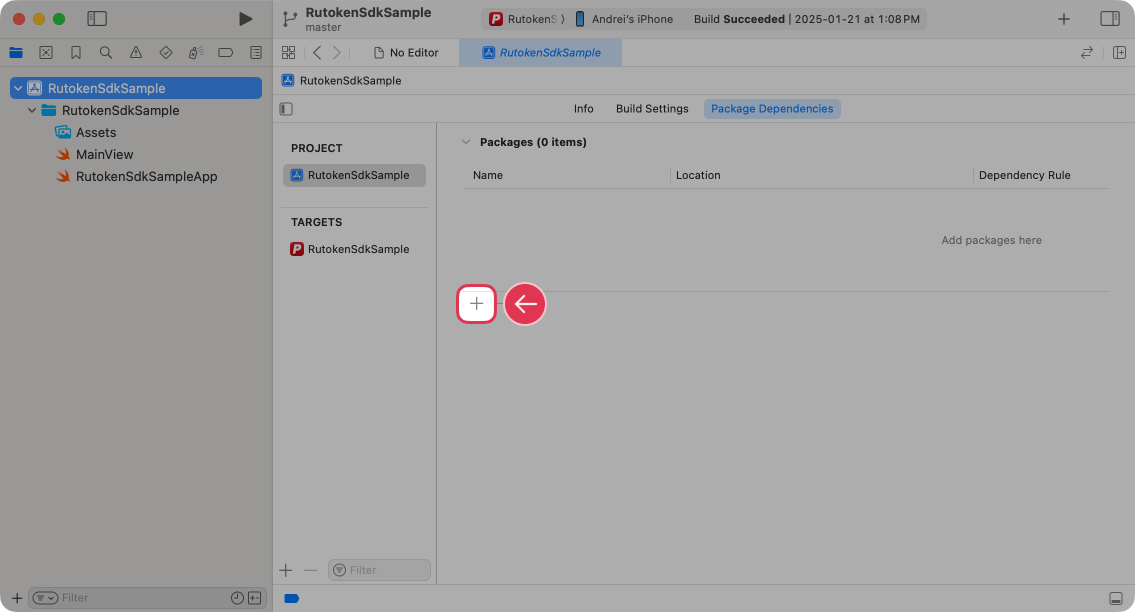 RutokenSdkSample
master
RutokenS
Andrei's iPhone
Build Succeeded | 2025-01-21 at 1:08 PM
No Editor
RutokenSdkSample
RutokenSdkSample
RutokenSdkSample
RutokenSdkSample
Assets
MainView
RutokenSdkSampleApp
Info
Build Settings
Package Dependencies
PROJECT
RutokenSdkSample
TARGETS
RutokenSdkSample
Packages (0 items)
Name
Location
Dependency Rule
Add packages here
Filter
Filter